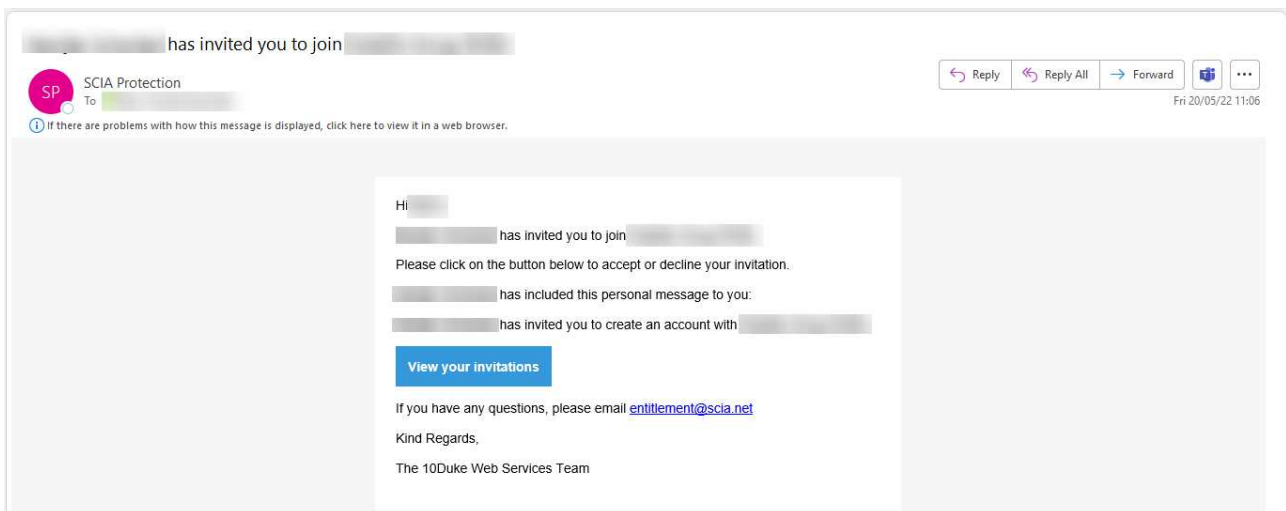 has invited you to join
SP
SCIA Protection
To
Reply
Reply All
Forward
Fri 20/05/22 11:06
If there are problems with how this message is displayed, click here to view it in a web browser.
Hi
has invited you to join
Please click on the button below to accept or decline your invitation.
has included this personal message to you:
has invited you to create an account with
View your invitations
If you have any questions, please email entitlement@scia.net
Kind Regards,
The 10Duke Web Services Team